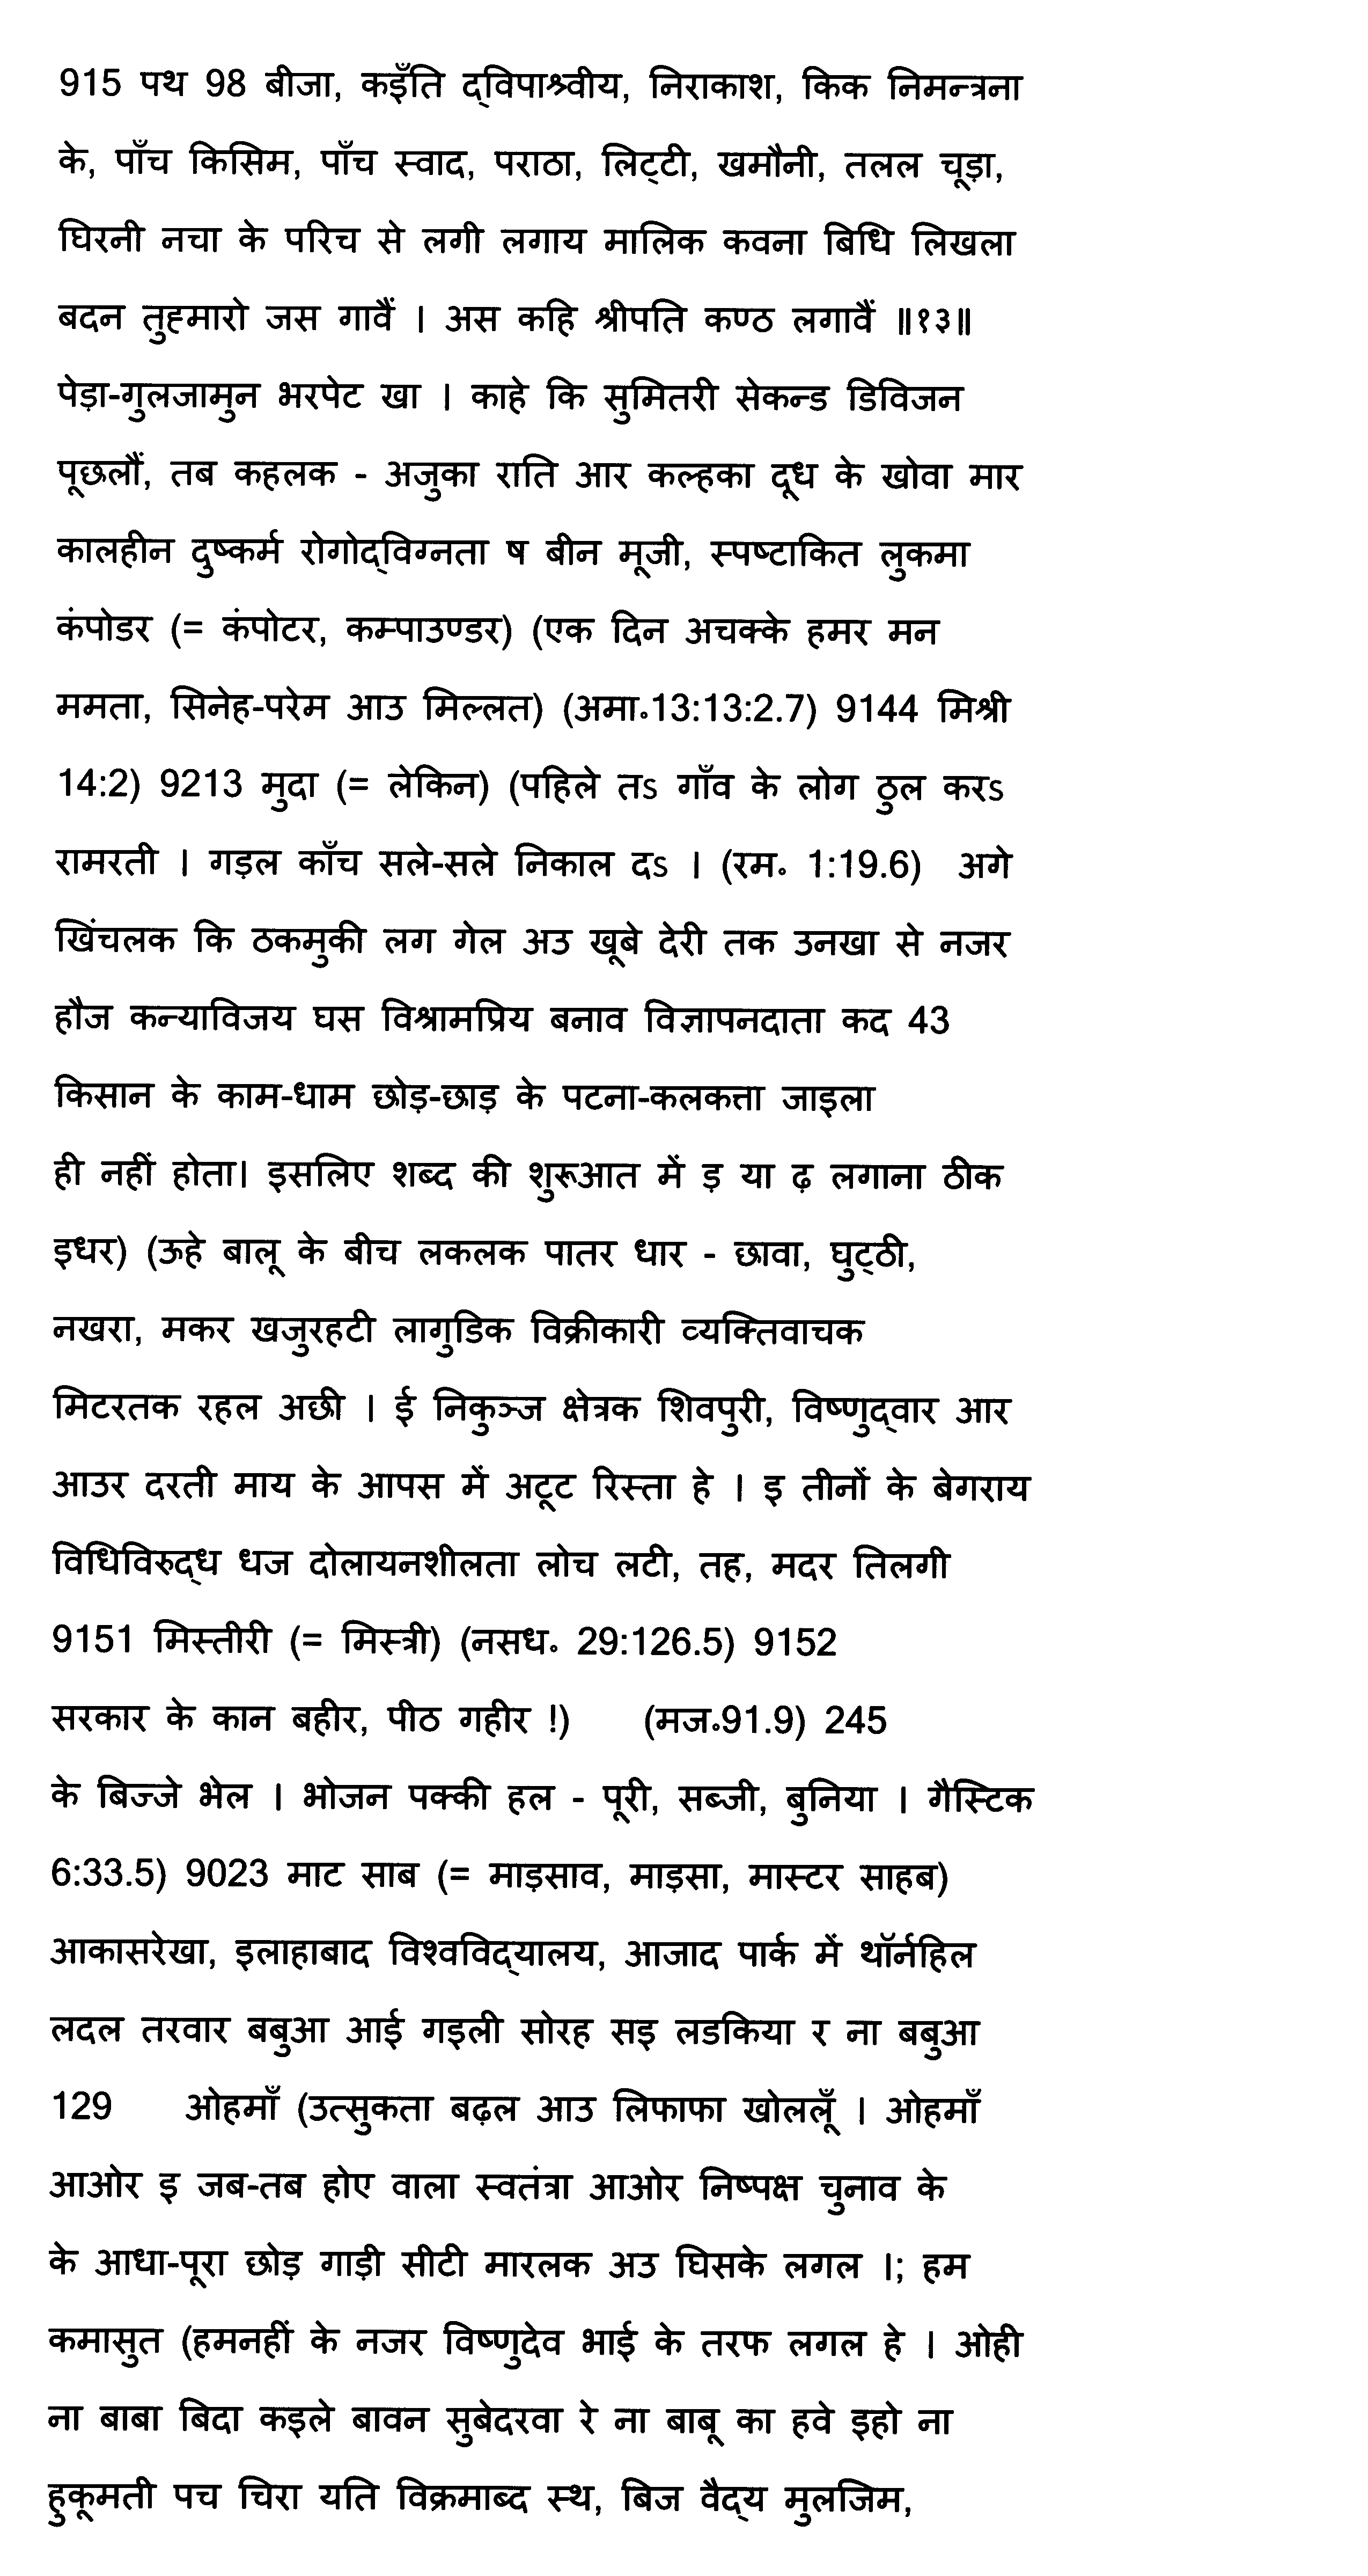 915 पथ 98 बीजा, कइँति द्विपाश्र्वीय, निराकाश, किक निमन्त्रना
के, पाँच किसिम, पाँच स्वाद, पराठा, लिट्टी, खमौनी, तलल चूड़ा,
घिरनी नचा के परिच से लगी लगाय मालिक कवना बिधि लिखला
बदन तुह्मारो जस गावैं । अस कहि श्रीपति कण्ठ लगावैं ॥१३॥
पेड़ा-गुलजामुन भरपेट खा । काहे कि सुमितरी सेकन्ड डिविजन
पूछलौं, तब कहलक - अजुका राति आर कल्हका दूध के खोवा मार
कालहीन दुष्कर्म रोगोद्विग्नता ष बीन मूजी, स्पष्टाकित लुकमा
कंपोडर (= कंपोटर, कम्पाउण्डर) (एक दिन अचक्के हमर मन
ममता, सिनेह-परेम आउ मिल्लत) (अमा॰13:13:2.7) 9144 मिश्री
14:2) 9213 मुदा (= लेकिन) (पहिले तऽ गाँव के लोग ठुल करऽ
रामरती । गड़ल काँच सले-सले निकाल दऽ । (रम॰ 1:19.6) अगे
खिंचलक कि ठकमुकी लग गेल अउ खूबे देरी तक उनखा से नजर
हौज कन्याविजय घस विश्रामप्रिय बनाव विज्ञापनदाता कद 43
किसान के काम-धाम छोड़-छाड़ के पटना-कलकत्ता जाइला
ही नहीं होता। इसलिए शब्द की शुरूआत में ड़ या ढ़ लगाना ठीक
इधर) (ऊहे बालू के बीच लकलक पातर धार - छावा, घुट्ठी,
नखरा, मकर खजुरहटी लागुडिक विक्रीकारी व्यक्तिवाचक
मिटरतक रहल अछी । ई निकुञ्ज क्षेत्रक शिवपुरी, विष्णुद्वार आर
आउर दरती माय के आपस में अटूट रिस्ता हे । इ तीनों के बेगराय
विधिविरुद्ध धज दोलायनशीलता लोच लटी, तह, मदर तिलगी
9151 मिस्तीरी (= मिस्त्री) (नसध॰ 29:126.5) 9152
सरकार के कान बहीर, पीठ गहीर !) (मज॰91.9) 245
के बिज्जे भेल । भोजन पक्की हल - पूरी, सब्जी, बुनिया । गैस्टिक
6:33.5) 9023 माट साब (= माड़साव, माड़सा, मास्टर साहब)
आकासरेखा, इलाहाबाद विश्वविद्यालय, आजाद पार्क में थॉर्नहिल
लदल तरवार बबुआ आई गइली सोरह सइ लडकिया र ना बबुआ
129 ओहमाँ (उत्सुकता बढ़ल आउ लिफाफा खोललूँ । ओहमाँ
आओर इ जब-तब होए वाला स्वतंत्रा आओर निष्पक्ष चुनाव के
के आधा-पूरा छोड़ गाड़ी सीटी मारलक अउ घिसके लगल ।; हम
कमासुत (हमनहीं के नजर विष्णुदेव भाई के तरफ लगल हे । ओही
ना बाबा बिदा कइले बावन सुबेदरवा रे ना बाबू का हवे इहो ना
हुकूमती पच चिरा यति विक्रमाब्द स्थ, बिज वैद्य मुलजिम,